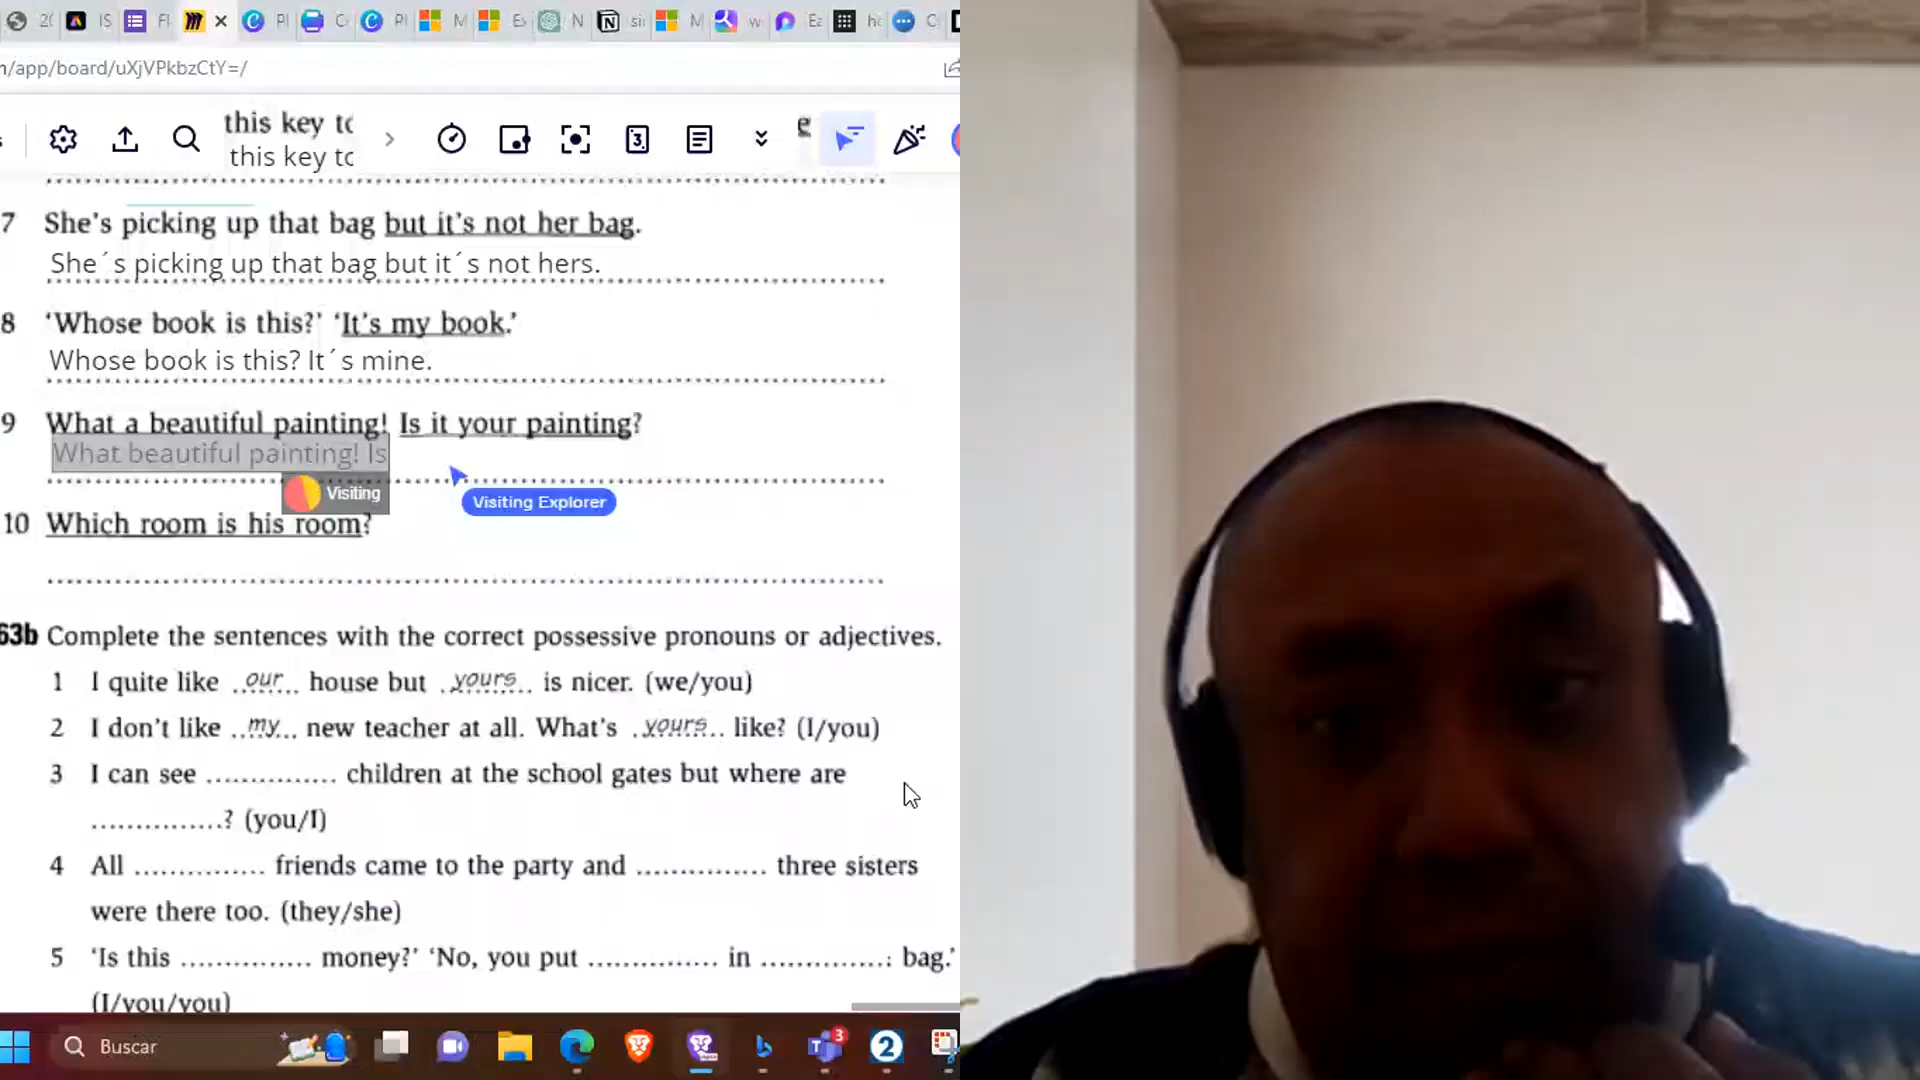 IS
m/app/board/uXjVPkbzCtY=/
this key to
this key to
7 She's picking up that bag but it's not her bag.
She´s picking up that bag but it´s not hers.
8 'Whose book is this?' 'It's my book.'
Whose book is this? It´s mine.
9 What a beautiful painting! Is it your painting?
What beautiful painting! Is
Visiting
Visiting Explorer
10 Which room is his room?
63b Complete the sentences with the correct possessive pronouns or adjectives.
1 I quite like ..our.. house but .yours.. is nicer. (we/you)
2 I don't like ..my... new teacher at all. What's .yours.. like? (I/you)
3 I can see .............. children at the school gates but where are
..............? (you/I)
4 All .............. friends came to the party and .............. three sisters
were there too. (they/she)
5 'Is this .............. money?' 'No, you put .............. in .............. bag.'
(I/you/you)
Buscar
3
2